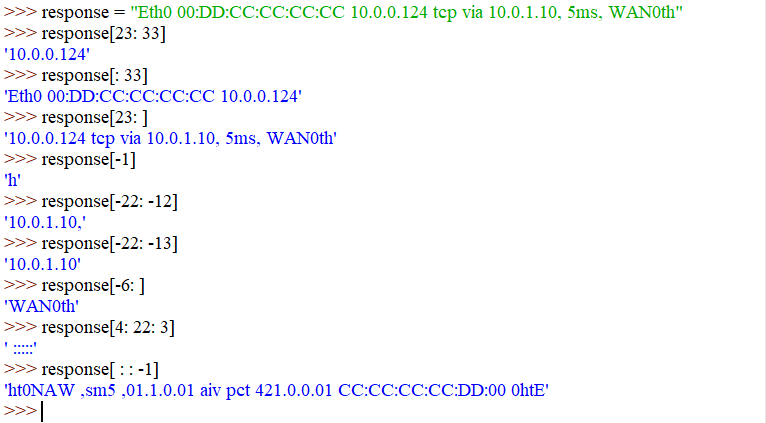 >>> response = "Eth0 00:DD:CC:CC:CC:CC 10.0.0.124 tcp via 10.0.1.10, 5ms, WAN0th"
>>> response[23: 33]
'10.0.0.124'
>>> response[: 33]
'Eth0 00:DD:CC:CC:CC:CC 10.0.0.124'
>>> response[23: ]
'10.0.0.124 tcp via 10.0.1.10, 5ms, WAN0th'
>>> response[-1]
'h'
>>> response[-22: -12]
'10.0.1.10,'
>>> response[-22: -13]
'10.0.1.10'
>>> response[-6: ]
'WAN0th'
>>> response[4: 22: 3]
' :::::'
>>> response[ : : -1]
'ht0NAW ,sm5 ,01.1.0.01 aiv pct 421.0.0.01 CC:CC:CC:CC:DD:00 0htE'
>>>